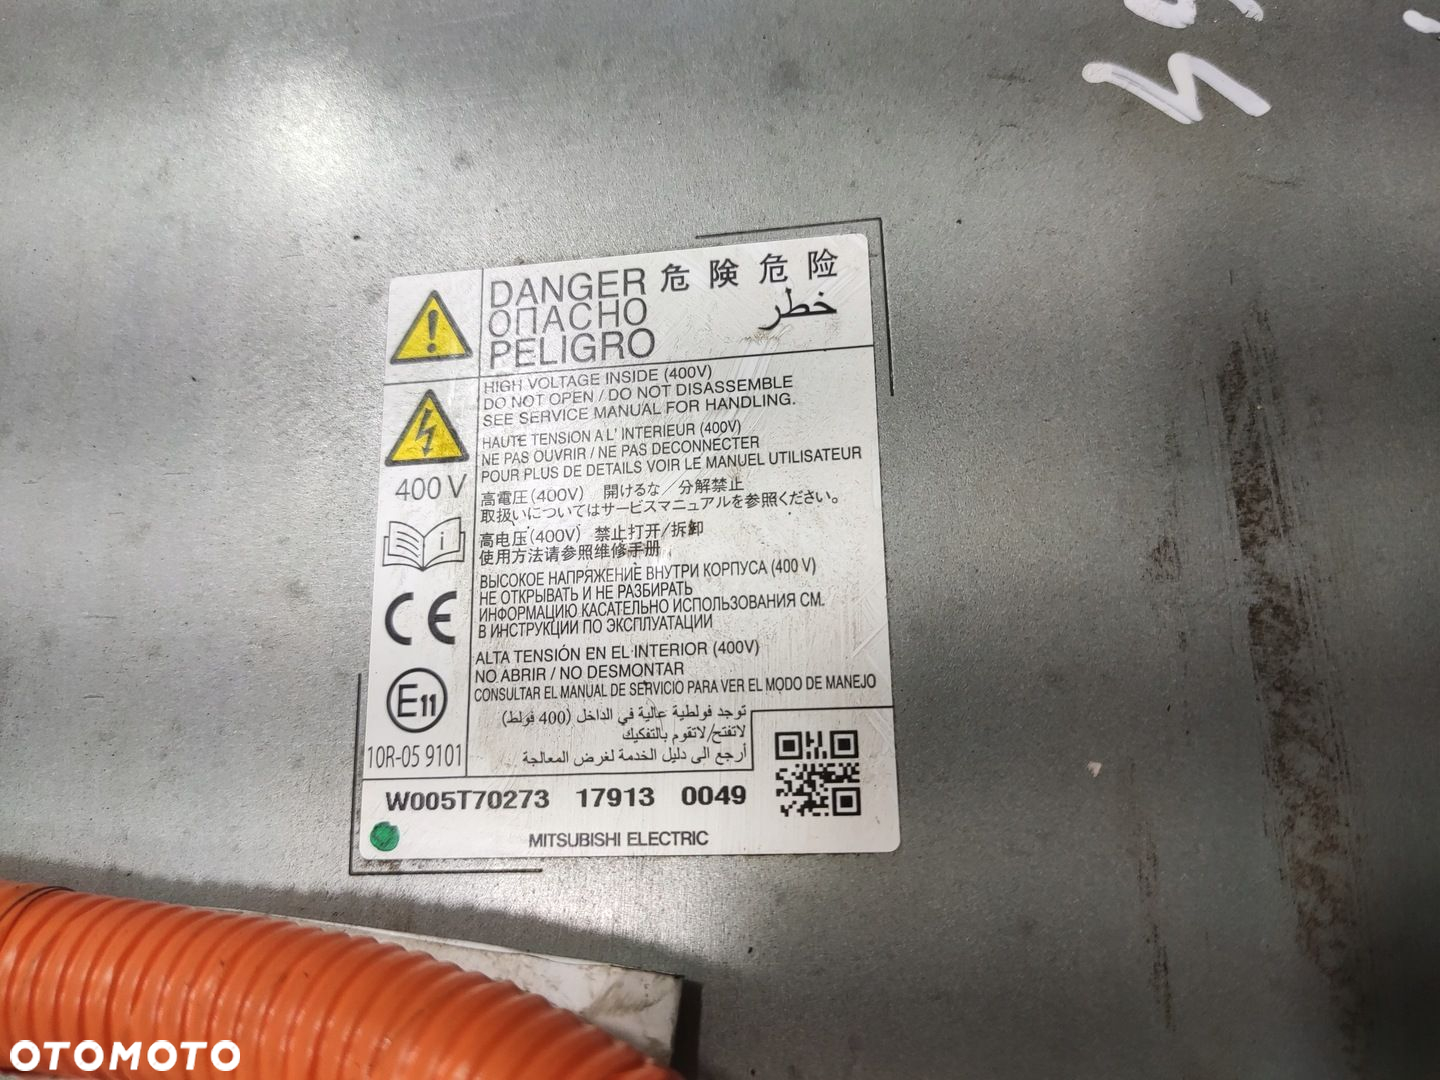 DANGER 危険 危险
ОПАСНО خطر
PELIGRO
HIGH VOLTAGE INSIDE (400V)
DO NOT OPEN / DO NOT DISASSEMBLE
SEE SERVICE MANUAL FOR HANDLING.
HAUTE TENSION A L' INTERIEUR (400V)
NE PAS OUVRIR / NE PAS DECONNECTER
POUR PLUS DE DETAILS VOIR LE MANUEL UTILISATEUR
400 V
高電圧(400V) 開けるな 分解禁止
取扱いについてはサービスマニュアルを参照ください。
高电压(400V) 禁止打开/拆卸
使用方法请参照维修手册
i
ВЫСОКОЕ НАПРЯЖЕНИЕ ВНУТРИ КОРПУСА (400 V)
НЕ ОТКРЫВАТЬ И НЕ РАЗБИРАТЬ
ИНФОРМАЦИЮ КАСАТЕЛЬНО ИСПОЛЬЗОВАНИЯ СМ.
В ИНСТРУКЦИИ ПО ЭКСПЛУАТАЦИИ
CE
ALTA TENSIÓN EN EL INTERIOR (400V)
NO ABRIR / NO DESMONTAR
CONSULTAR EL MANUAL DE SERVICIO PARA VER EL MODO DE MANEJO
E11
توجد فولطية عالية في الداخل (400 فولط)
لاتفتح/لاتقوم بالتفكيك
أرجع الى دليل الخدمة لغرض المعالجة
10R-05 9101
W005T70273 17913 0049
MITSUBISHI ELECTRIC
OTOMOTO